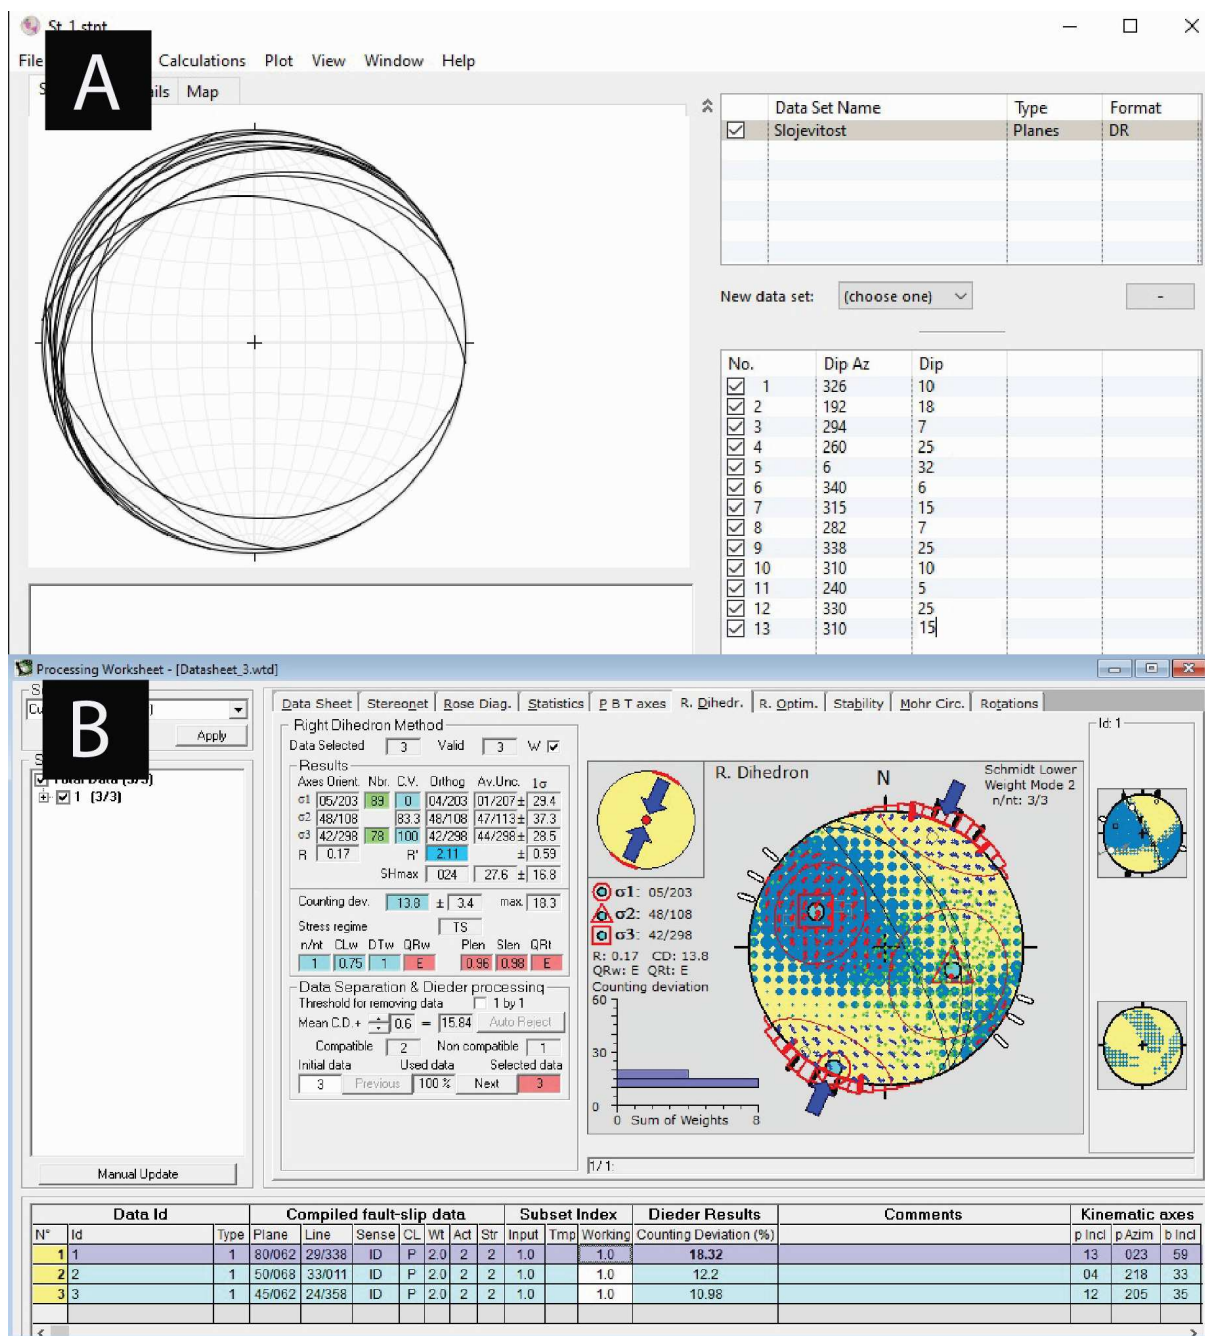 St_1.stnt
File Calculations Plot View Window Help
ails Map
A
Data Set Name Type Format
Slojevitost Planes DR
New data set: (choose one) -
No. Dip Az Dip
1 326 10
2 192 18
3 294 7
4 260 25
5 6 32
6 340 6
7 315 15
8 282 7
9 338 25
10 310 10
11 240 5
12 330 25
13 310 15
Processing Worksheet - [Datasheet_3.wtd]
B
Apply
Total Data (3/3)
1 (3/3)
Manual Update
Data Sheet Stereonet Rose Diag. Statistics P B T axes R. Dihedr. R. Optim. Stability Mohr Circ. Rotations
Right Dihedron Method
Data Selected 3 Valid 3 W
Results
Axes Orient. Nbr. C.V. Orthog Av.Unc. 1σ
σ1 05/203 89 0 04/203 01/207 ± 29.4
σ2 48/108 83.3 48/108 47/113 ± 37.3
σ3 42/298 78 100 42/298 44/298 ± 28.5
R 0.17 R' 2.11 ± 0.59
SHmax 024 27.6 ± 16.8
Counting dev. 13.8 ± 3.4 max. 18.3
Stress regime TS
n/nt CLw DTw QRw Plen Slen QRt
1 0.75 1 E 0.96 0.98 E
Data Separation & Dieder processing
Threshold for removing data 1 by 1
Mean C.D. + 0.6 = 15.84 Auto Reject
Compatible 2 Non compatible 1
Initial data Used data Selected data
3 Previous 100 % Next 3
R. Dihedron N Schmidt Lower
Weight Mode 2
n/nt: 3/3
σ1: 05/203
σ2: 48/108
σ3: 42/298
R: 0.17 CD: 13.8
QRw: E QRt: E
Counting deviation
60
30
0
0 Sum of Weights 8
1/1:
Id: 1
Data Id Compiled fault-slip data Subset Index Dieder Results Comments Kinematic axes
N° Id Type Plane Line Sense CL Wt Act Str Input Tmp Working Counting Deviation (%) p Incl p Azim b Incl
1 1 1 80/062 29/338 ID P 2.0 2 2 1.0 1.0 18.32 13 023 59
2 2 1 50/068 33/011 ID P 2.0 2 2 1.0 1.0 12.2 04 218 33
3 3 1 45/062 24/358 ID P 2.0 2 2 1.0 1.0 10.98 12 205 35